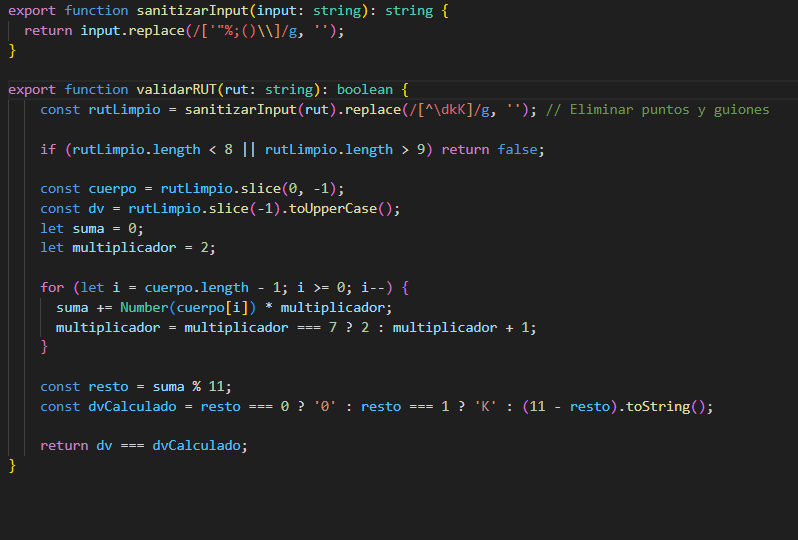 export function sanitizarInput(input: string): string {
return input.replace(/['"%;()\\]/g, '');
}
export function validarRUT(rut: string): boolean {
const rutLimpio = sanitizarInput(rut).replace(/[^\dkK]/g, ''); // Eliminar puntos y guiones
if (rutLimpio.length < 8 || rutLimpio.length > 9) return false;
const cuerpo = rutLimpio.slice(0, -1);
const dv = rutLimpio.slice(-1).toUpperCase();
let suma = 0;
let multiplicador = 2;
for (let i = cuerpo.length - 1; i >= 0; i--) {
suma += Number(cuerpo[i]) * multiplicador;
multiplicador = multiplicador === 7 ? 2 : multiplicador + 1;
}
const resto = suma % 11;
const dvCalculado = resto === 0 ? '0' : resto === 1 ? 'K' : (11 - resto).toString();
return dv === dvCalculado;
}